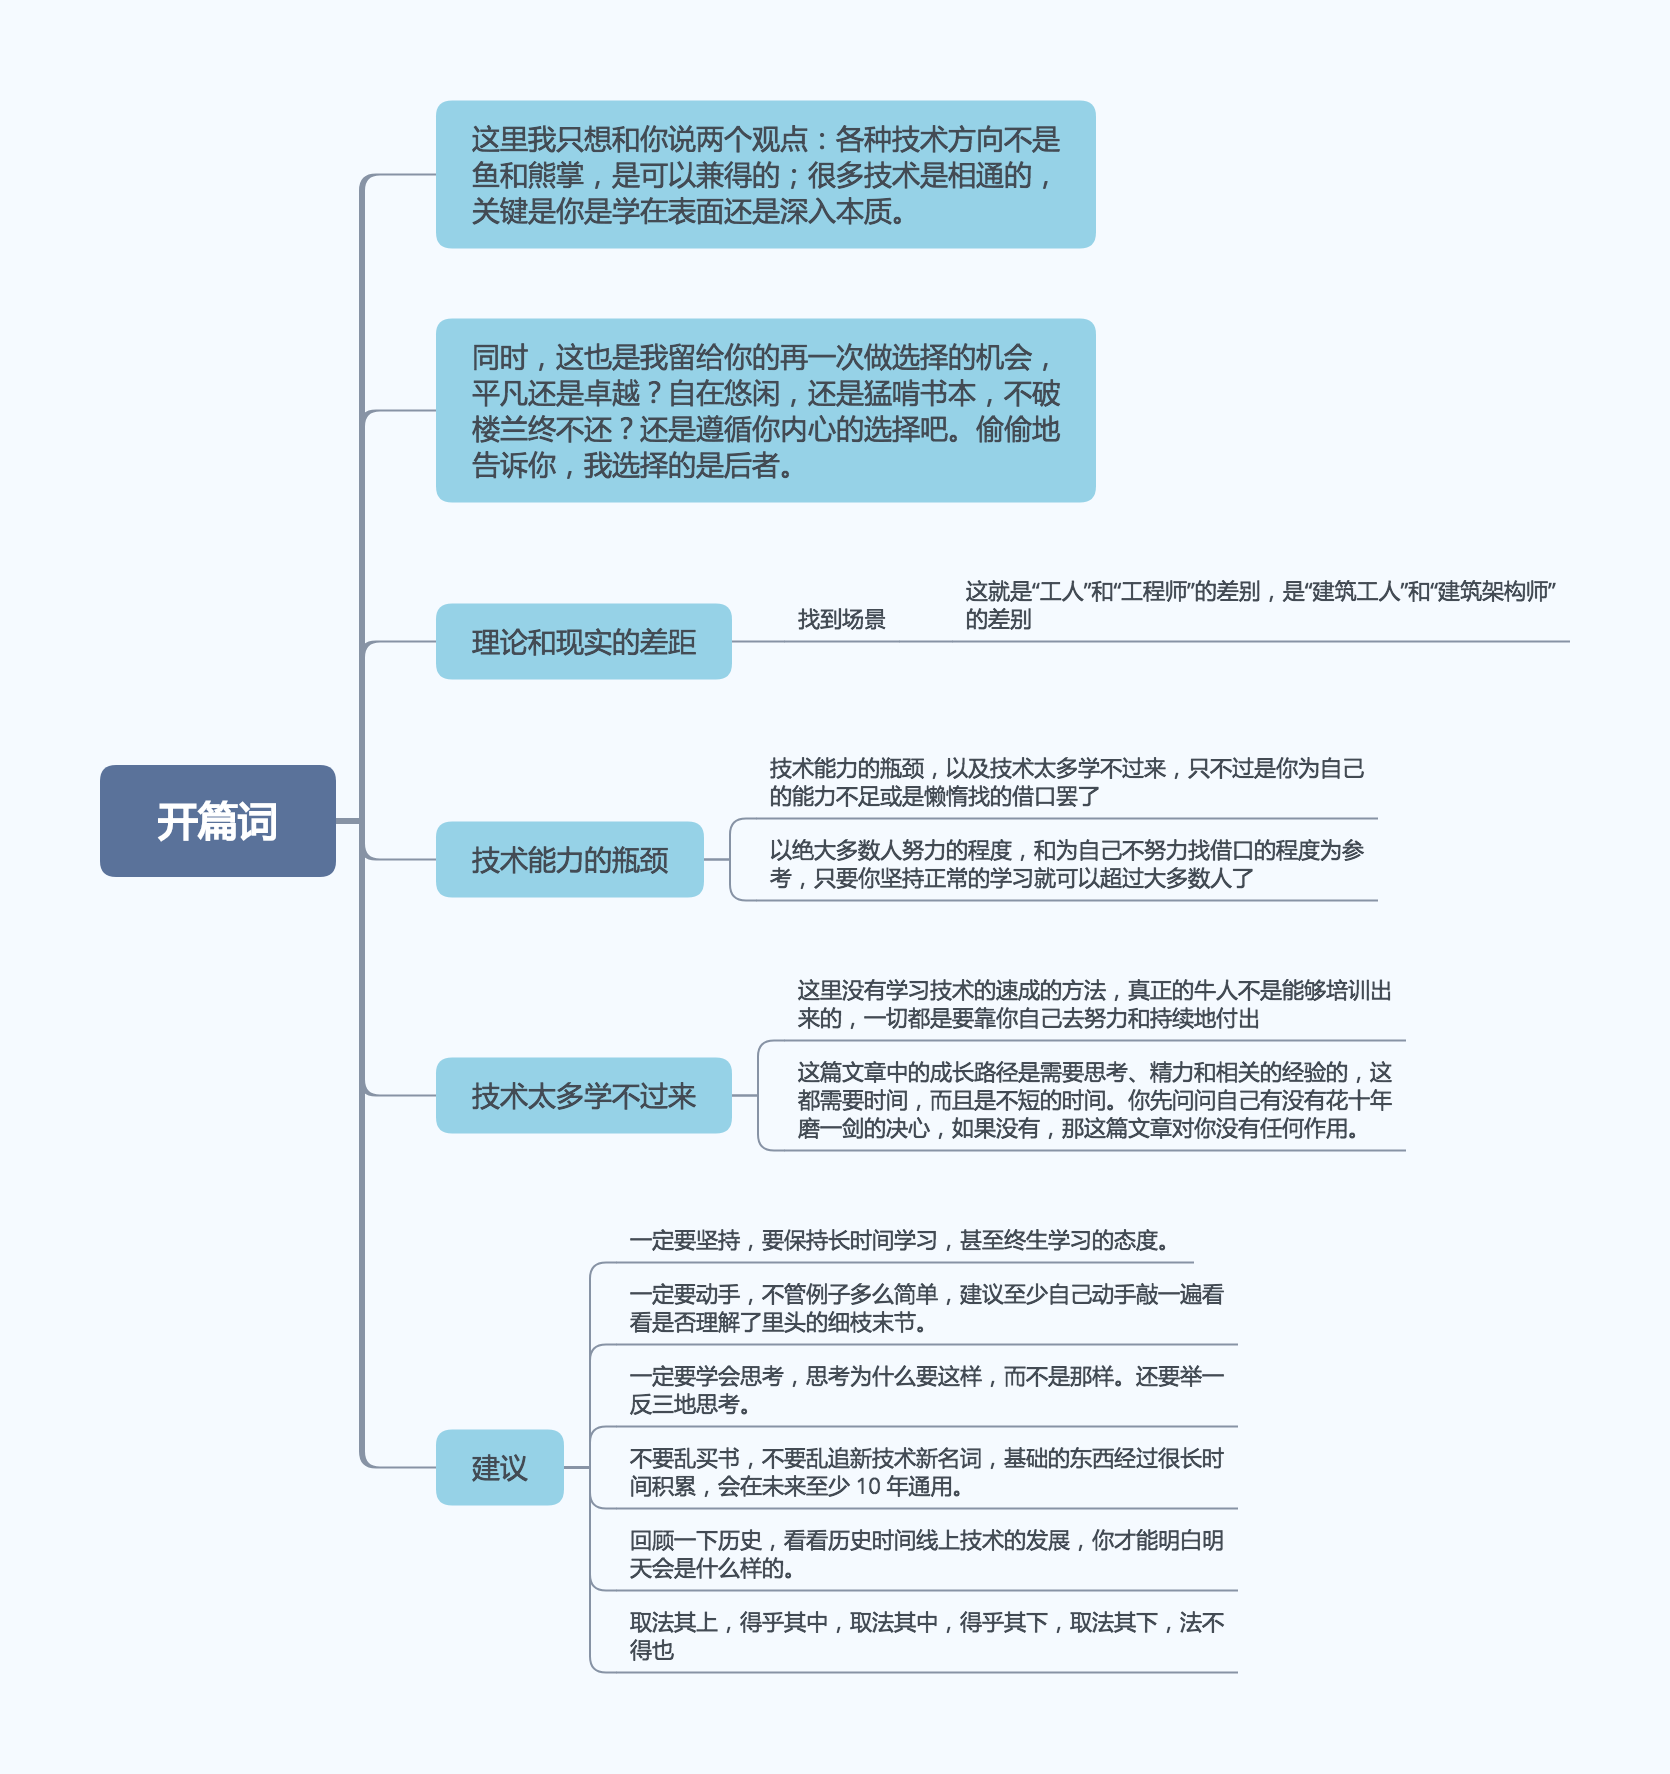 这里我只想和你说两个观点：各种技术方向不是
鱼和熊掌，是可以兼得的；很多技术是相通的，
关键是你是学在表面还是深入本质。
同时，这也是我留给你的再一次做选择的机会，
平凡还是卓越？自在悠闲，还是猛啃书本，不破
楼兰终不还？还是遵循你内心的选择吧。偷偷地
告诉你，我选择的是后者。
理论和现实的差距
找到场景
这就是“工人”和“工程师”的差别，是“建筑工人”和“建筑架构师”
的差别
开篇词
技术能力的瓶颈
技术能力的瓶颈，以及技术太多学不过来，只不过是你为自己
的能力不足或是懒惰找的借口罢了
以绝大多数人努力的程度，和为自己不努力找借口的程度为参
考，只要你坚持正常的学习就可以超过大多数人了
技术太多学不过来
这里没有学习技术的速成的方法，真正的牛人不是能够培训出
来的，一切都是要靠你自己去努力和持续地付出
这篇文章中的成长路径是需要思考、精力和相关的经验的，这
都需要时间，而且是不短的时间。你先问问自己有没有花十年
磨一剑的决心，如果没有，那这篇文章对你没有任何作用。
建议
一定要坚持，要保持长时间学习，甚至终生学习的态度。
一定要动手，不管例子多么简单，建议至少自己动手敲一遍看
看是否理解了里头的细枝末节。
一定要学会思考，思考为什么要这样，而不是那样。还要举一
反三地思考。
不要乱买书，不要乱追新技术新名词，基础的东西经过很长时
间积累，会在未来至少 10 年通用。
回顾一下历史，看看历史时间线上技术的发展，你才能明白明
天会是什么样的。
取法其上，得乎其中，取法其中，得乎其下，取法其下，法不
得也